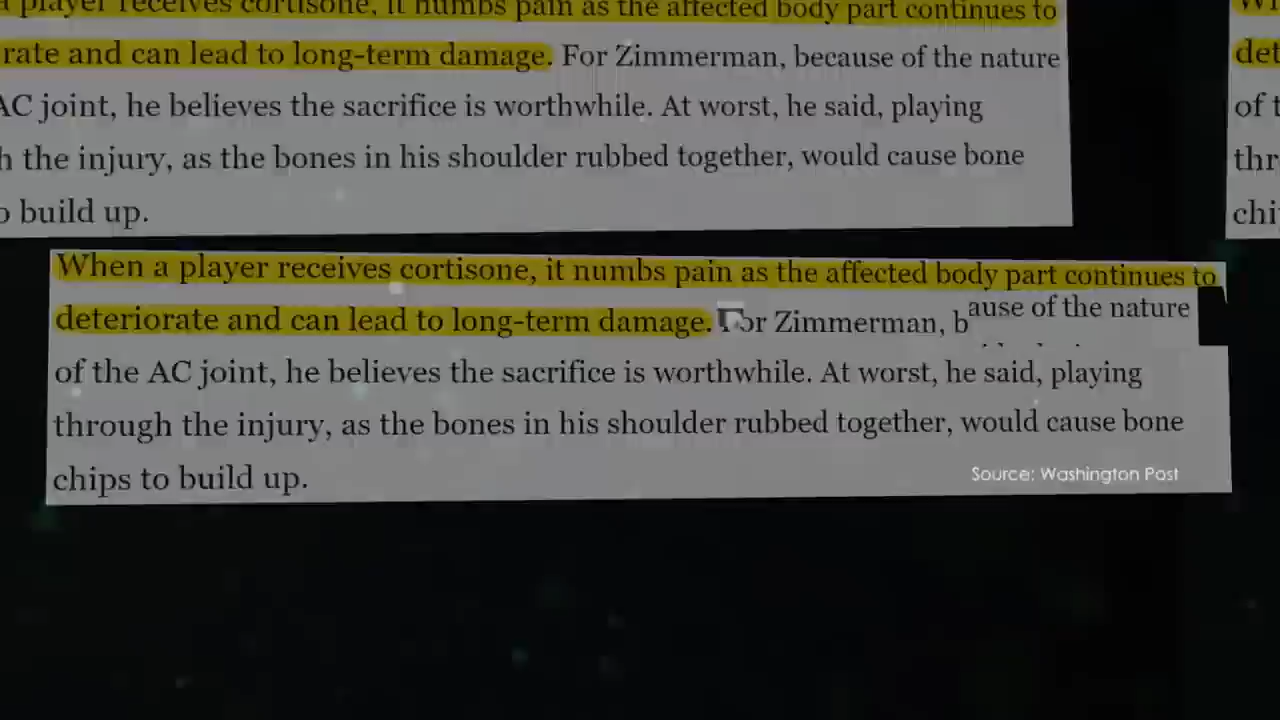 a player receives cortisone, it numbs pain as the affected body part continues to
rate and can lead to long-term damage. For Zimmerman, because of the nature
AC joint, he believes the sacrifice is worthwhile. At worst, he said, playing
h the injury, as the bones in his shoulder rubbed together, would cause bone
o build up.
det
of t
thr
chi
When a player receives cortisone, it numbs pain as the affected body part continues to
deteriorate and can lead to long-term damage. For Zimmerman, b ause of the nature
of the AC joint, he believes the sacrifice is worthwhile. At worst, he said, playing
through the injury, as the bones in his shoulder rubbed together, would cause bone
chips to build up.
Source: Washington Post